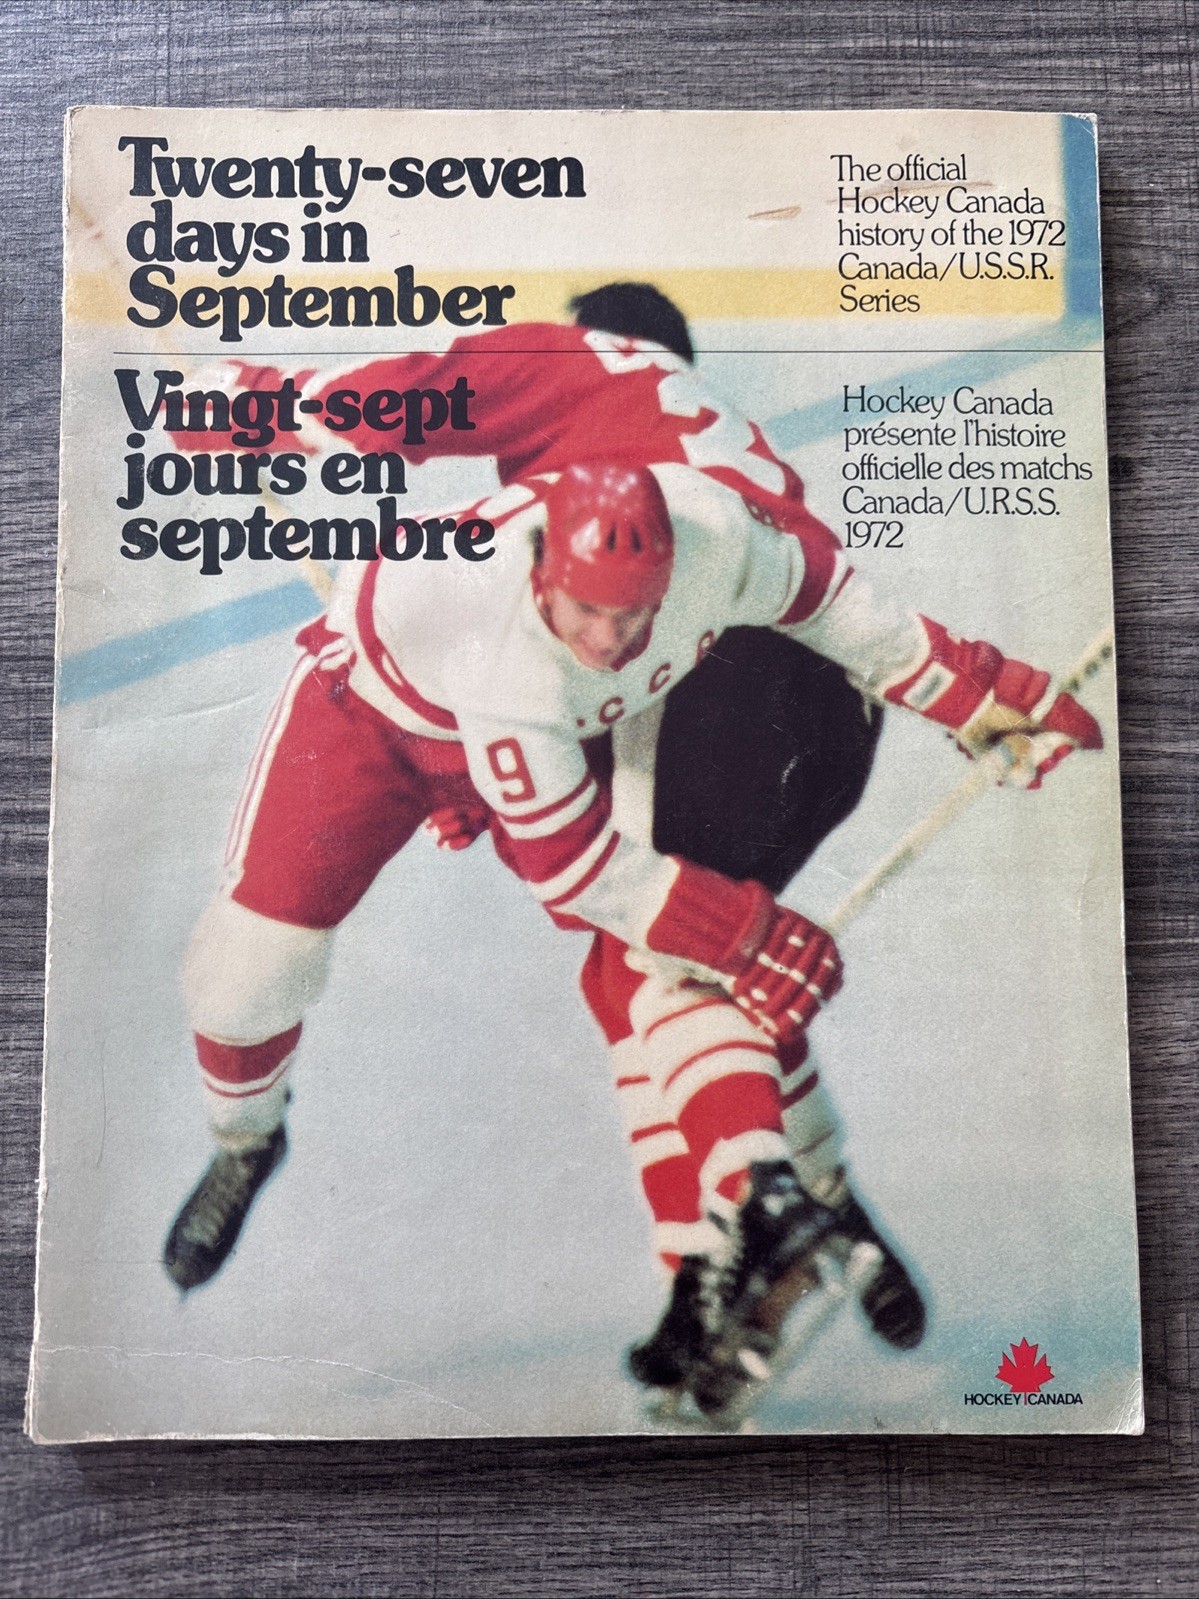 Twenty-seven
days in
September
The official
Hockey Canada
history of the 1972
Canada/U.S.S.R.
Series
Vingt-sept
jours en
septembre
Hockey Canada
présente l'histoire
officielle des matchs
Canada/U.R.S.S.
1972
9
C C C
HOCKEY CANADA